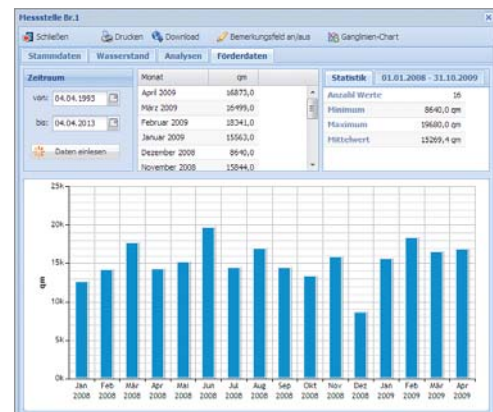 Messstelle Br.1
Schließen Drucken Download Bemerkungsfeld an/aus Ganglinien-Chart
Stammdaten Wasserstand Analysen Förderdaten
Zeitraum
von: 04.04.1993
bis: 04.04.2013
Daten einlesen
Monat qm
April 2009 16873,0
März 2009 16499,0
Februar 2009 18341,0
Januar 2009 15563,0
Dezember 2008 8640,0
November 2008 15844,0
Statistik 01.01.2008 - 31.10.2009
Anzahl Werte 16
Minimum 8640,0 qm
Maximum 19680,0 qm
Mittelwert 15269,4 qm
25k
20k
15k
qm
10k
5k
0k
Jan Feb Mär Apr Mai Jun Jul Aug Sep Okt Nov Dez Jan Feb Mär Apr
2008 2008 2008 2008 2008 2008 2008 2008 2008 2008 2008 2008 2009 2009 2009 2009